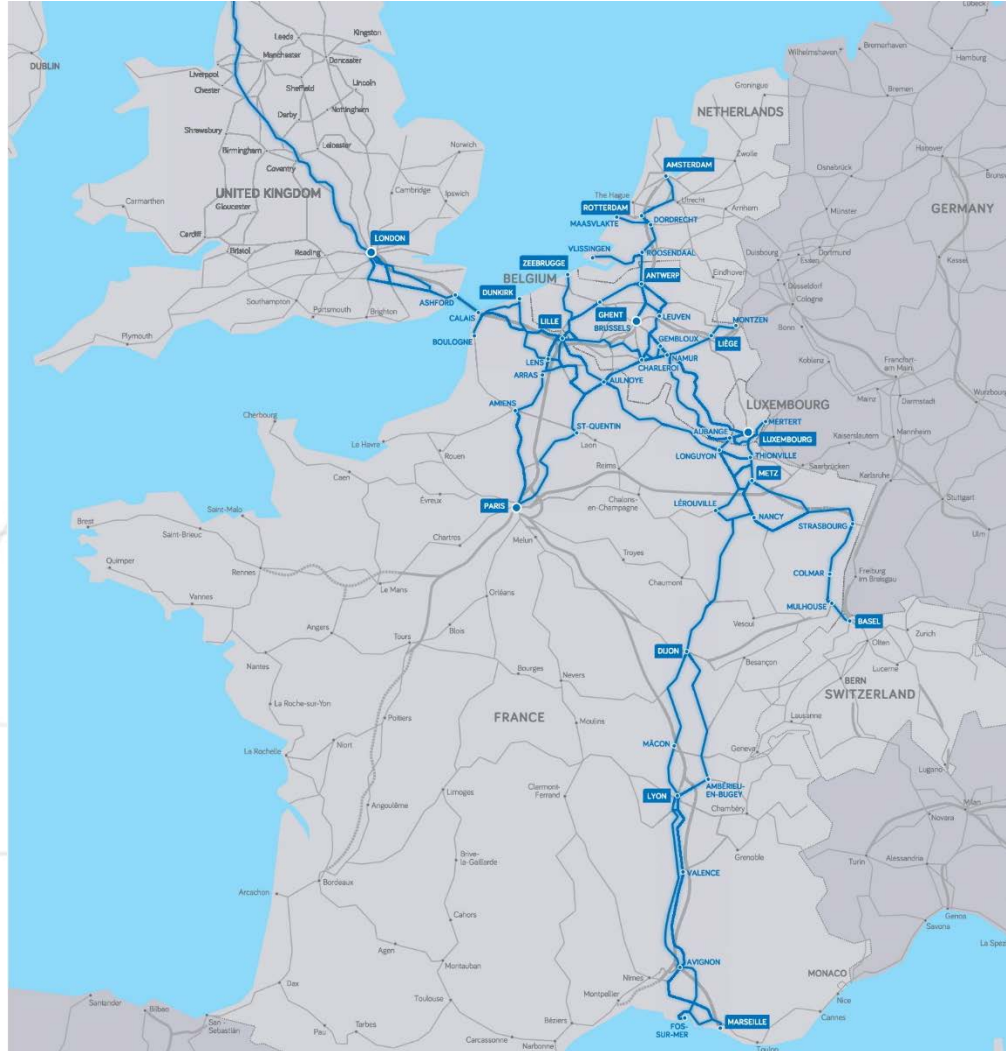 Lübeck
Leeds
Kingston
Wilhelmshaven
Bremerhaven
Hamburg
DUBLIN
Manchester
Doncaster
Liverpool
Chester
Sheffield
Lincoln
Groningue
Bremen
Derby
Nottingham
NETHERLANDS
Shrewsbury
Leicester
Norwich
Zwolle
Birmingham
Hanover
Coventry
Osnabrück
AMSTERDAM
UNITED KINGDOM
Cambridge
Ipswich
The Hague
Utrecht
Arnhem
Carmarthen
Gloucester
ROTTERDAM
Münster
GERMANY
MAASVLAKTE
DORDRECHT
Cardiff
LONDON
Bristol
Reading
VLISSINGEN
ROOSENDAAL
Duisbourg
Dortmund
Essen
Kessel
ZEEBRUGGE
BELGIUM
ANTWERP
Eindhoven
Düsseldorf
Cologne
ASHFORD
DUNKIRK
Southampton
Portsmouth
Brighton
CALAIS
GHENT
LEUVEN
MONTZEN
Plymouth
LILLE
BRUSSELS
Bonn
BOULOGNE
GEMBLOUX
LIÈGE
LENS
NAMUR
Koblenz
ARRAS
CHARLEROI
AULNOYE
Francfort-
am Main
AMIENS
LUXEMBOURG
Mainz
Darmstadt
Wurzbourg
Cherbourg
ST-QUENTIN
MERTERT
AUBANGE
LUXEMBOURG
Kaiserslautern
Mannheim
Le Havre
Laon
LONGUYON
THIONVILLE
Rouen
Reims
Saarbrücken
Caen
METZ
Karlsruhe
Évreux
Chalons-
en-Champagne
LÉROUVILLE
Stuttgart
Saint-Malo
PARIS
NANCY
Brest
Saint-Brieuc
STRASBOURG
Chartros
Melun
Ulm
Quimper
Troyes
Rennes
Chaumont
COLMAR
Freiburg
im Breisgau
Vannes
Le Mans
Orléans
MULHOUSE
Angers
Blois
Vesoul
BASEL
Tours
DIJON
Olten
Zurich
Nantes
Besançon
Lucerne
Bourges
Nevers
BERN
La Roche-sur-Yon
SWITZERLAND
Poitiers
FRANCE
Moulins
Lausanne
Niort
MÂCON
Geneva
La Rochelle
Lugano
AMBÉRIEU-
EN-BUGEY
Limoges
Clermont-
Ferrand
LYON
Angoulême
Chambéry
Milan
Novara
Grenoble
Brive-
la-Gaillarde
Turin
Alessandria
VALENCE
Bordeaux
Arcachon
Genoa
Cahors
Savona
La Spez
Agen
AVIGNON
Montauban
MONACO
Nîmes
Dax
Nice
Santander
Bilbao
Toulouse
Montpellier
Cannes
San
Sebastián
Pau
Tarbes
Béziers
FOS-
SUR-MER
MARSEILLE
Carcassonne
Narbonne
Toulon